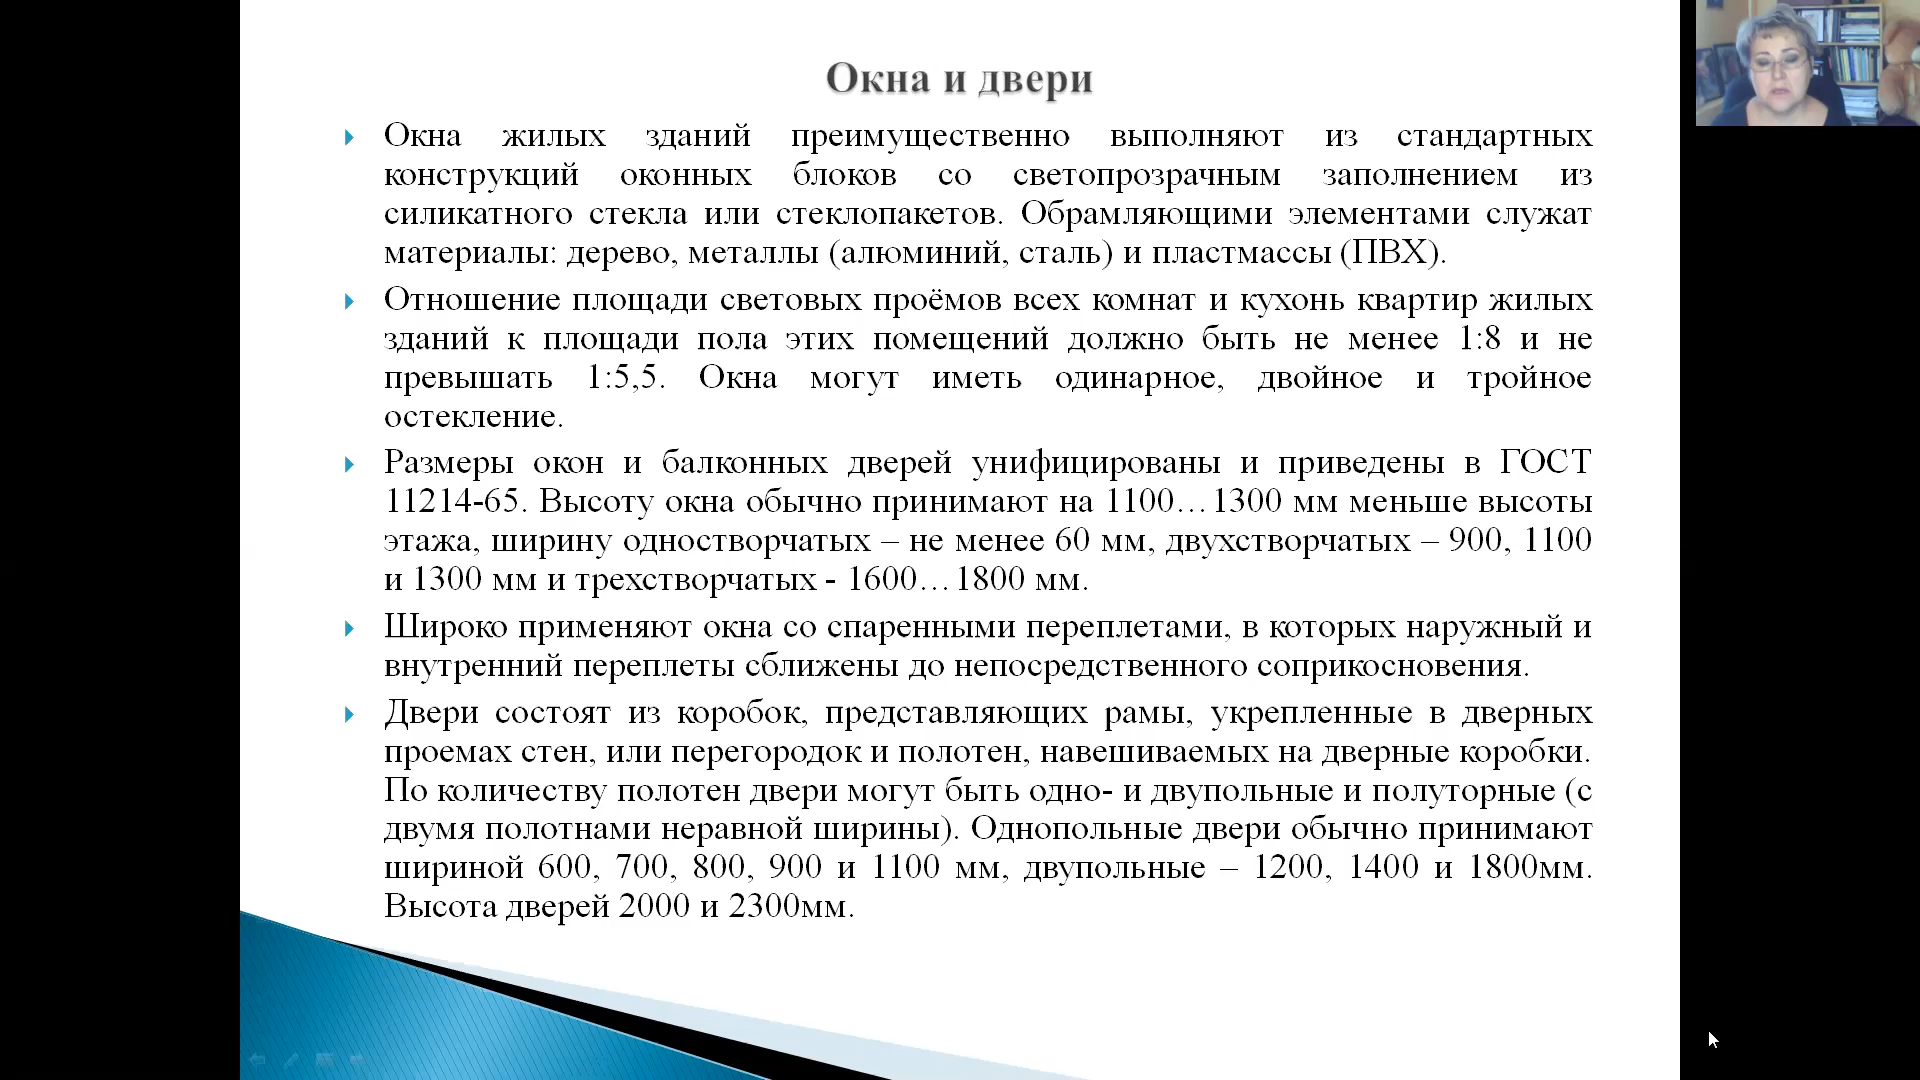 Окна и двери
Окна жилых зданий преимущественно выполняют из стандартных
конструкций оконных блоков со светопрозрачным заполнением из
силикатного стекла или стеклопакетов. Обрамляющими элементами служат
материалы: дерево, металлы (алюминий, сталь) и пластмассы (ПВХ).
Отношение площади световых проёмов всех комнат и кухонь квартир жилых
зданий к площади пола этих помещений должно быть не менее 1:8 и не
превышать 1:5,5. Окна могут иметь одинарное, двойное и тройное
остекление.
Размеры окон и балконных дверей унифицированы и приведены в ГОСТ
11214-65. Высоту окна обычно принимают на 1100…1300 мм меньше высоты
этажа, ширину одностворчатых – не менее 60 мм, двухстворчатых – 900, 1100
и 1300 мм и трехстворчатых - 1600…1800 мм.
Широко применяют окна со спаренными переплетами, в которых наружный и
внутренний переплеты сближены до непосредственного соприкосновения.
Двери состоят из коробок, представляющих рамы, укрепленные в дверных
проемах стен, или перегородок и полотен, навешиваемых на дверные коробки.
По количеству полотен двери могут быть одно- и двупольные и полуторные (с
двумя полотнами неравной ширины). Однопольные двери обычно принимают
шириной 600, 700, 800, 900 и 1100 мм, двупольные – 1200, 1400 и 1800мм.
Высота дверей 2000 и 2300мм.